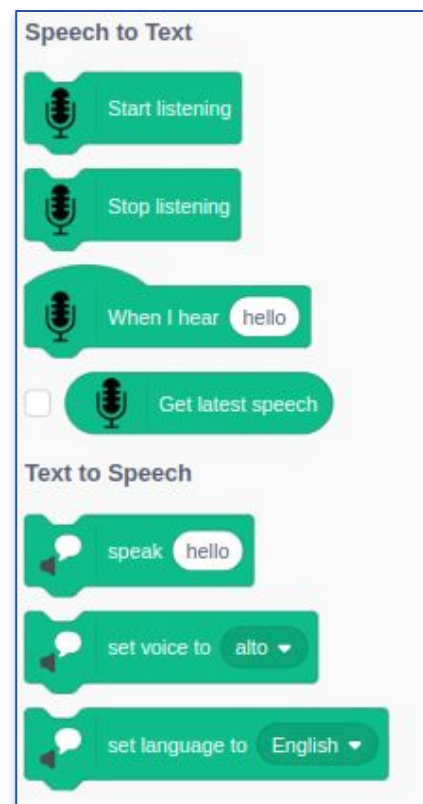 Speech to Text
Start listening
Stop listening
When I hear hello
Get latest speech
Text to Speech
speak hello
set voice to alto
set language to English